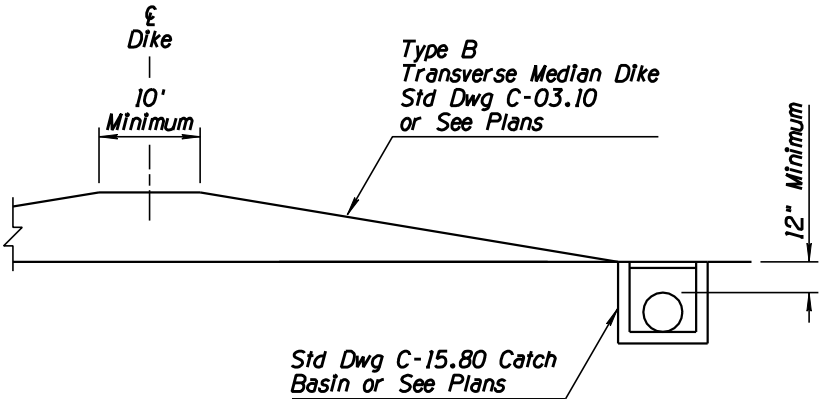 ℄
Dike
10'
Minimum
Type B
Transverse Median Dike
Std Dwg C-03.10
or See Plans
12" Minimum
Std Dwg C-15.80 Catch
Basin or See Plans